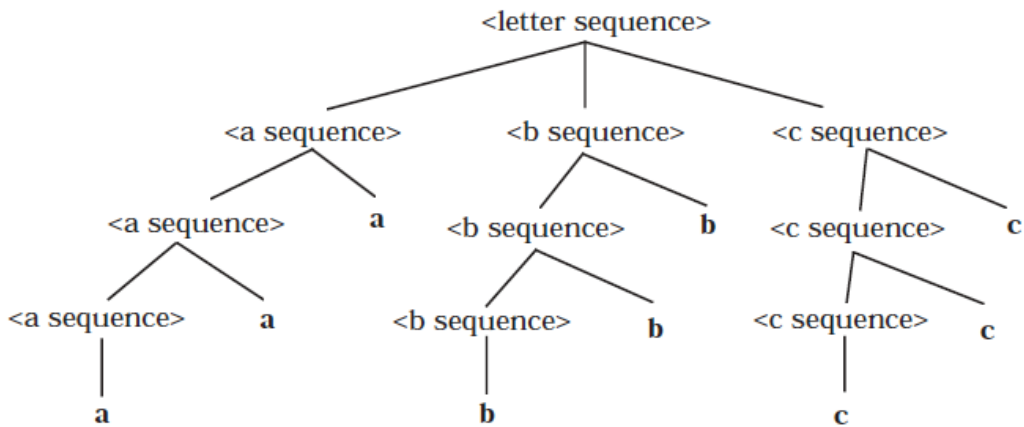 <letter sequence>
<a sequence> <b sequence> <c sequence>
<a sequence> a <b sequence> b <c sequence> c
<a sequence> a <b sequence> b <c sequence> c
a b c